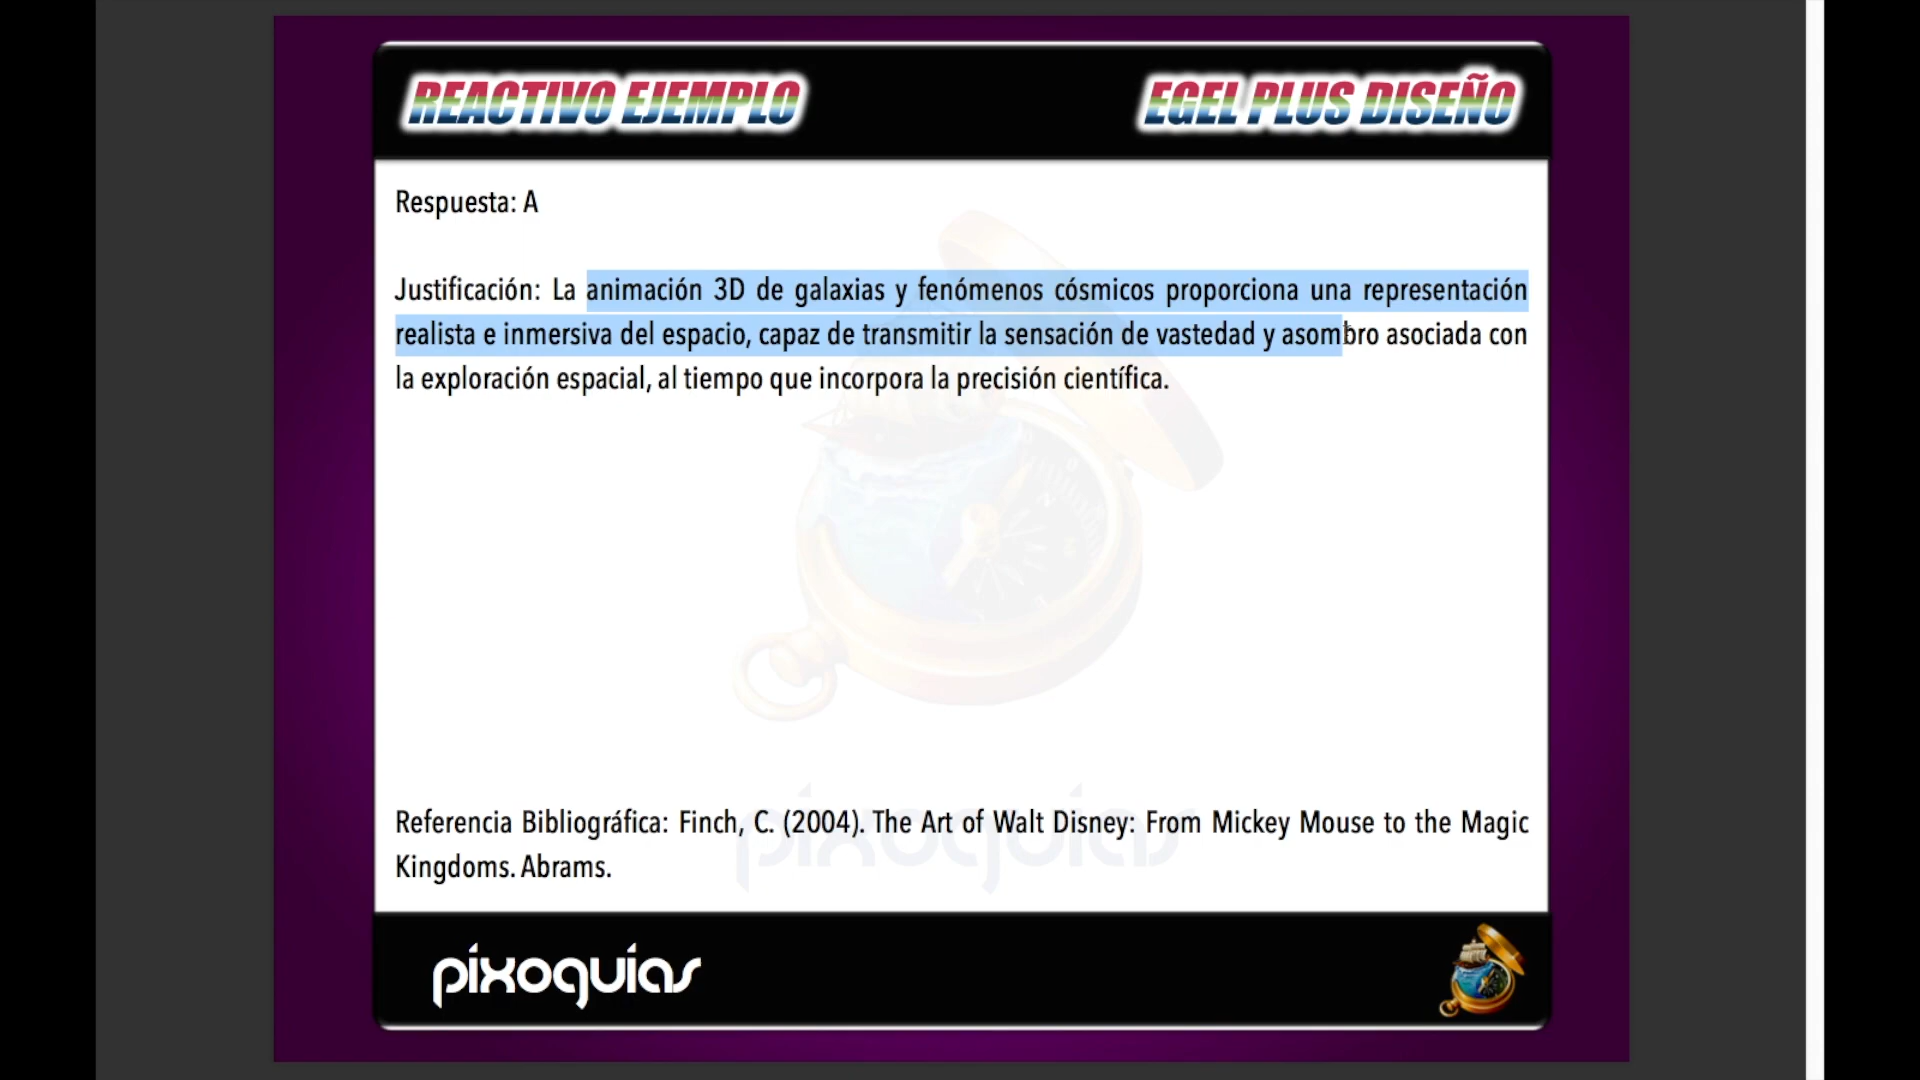 REACTIVO EJEMPLO
EGEL PLUS DISEÑO
Respuesta: A
Justificación: La animación 3D de galaxias y fenómenos cósmicos proporciona una representación
realista e inmersiva del espacio, capaz de transmitir la sensación de vastedad y asombro asociada con
la exploración espacial, al tiempo que incorpora la precisión científica.
pixoguias
Referencia Bibliográfica: Finch, C. (2004). The Art of Walt Disney: From Mickey Mouse to the Magic
Kingdoms. Abrams.
pixoguias